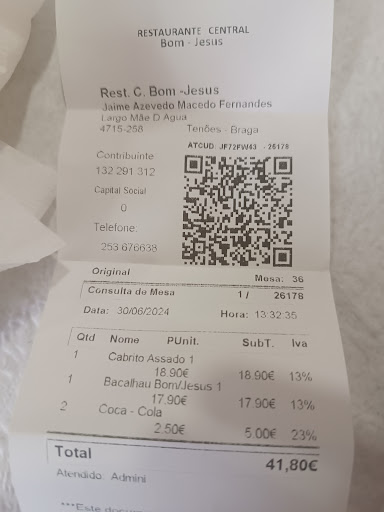 RESTAURANTE CENTRAL
Bom - Jesus
Rest. C. Bom -Jesus
Jaime Azevedo Macedo Fernandes
Largo Mãe D Agua
4715-258 Tenões - Braga
ATCUD: JF72FW43 - 26178
Contribuinte
132 291 312
Capital Social
0
Telefone:
253 676638
Original Mesa: 36
Consulta de Mesa 1 / 26178
Data: 30/06/2024 Hora: 13:32:35
Qtd Nome PUnit. SubT. Iva
1 Cabrito Assado 1
18.90€ 18.90€ 13%
1 Bacalhau Bom/Jesus 1
17.90€ 17.90€ 13%
2 Coca - Cola
2.50€ 5.00€ 23%
Total 41,80€
Atendido: Admini
***Este